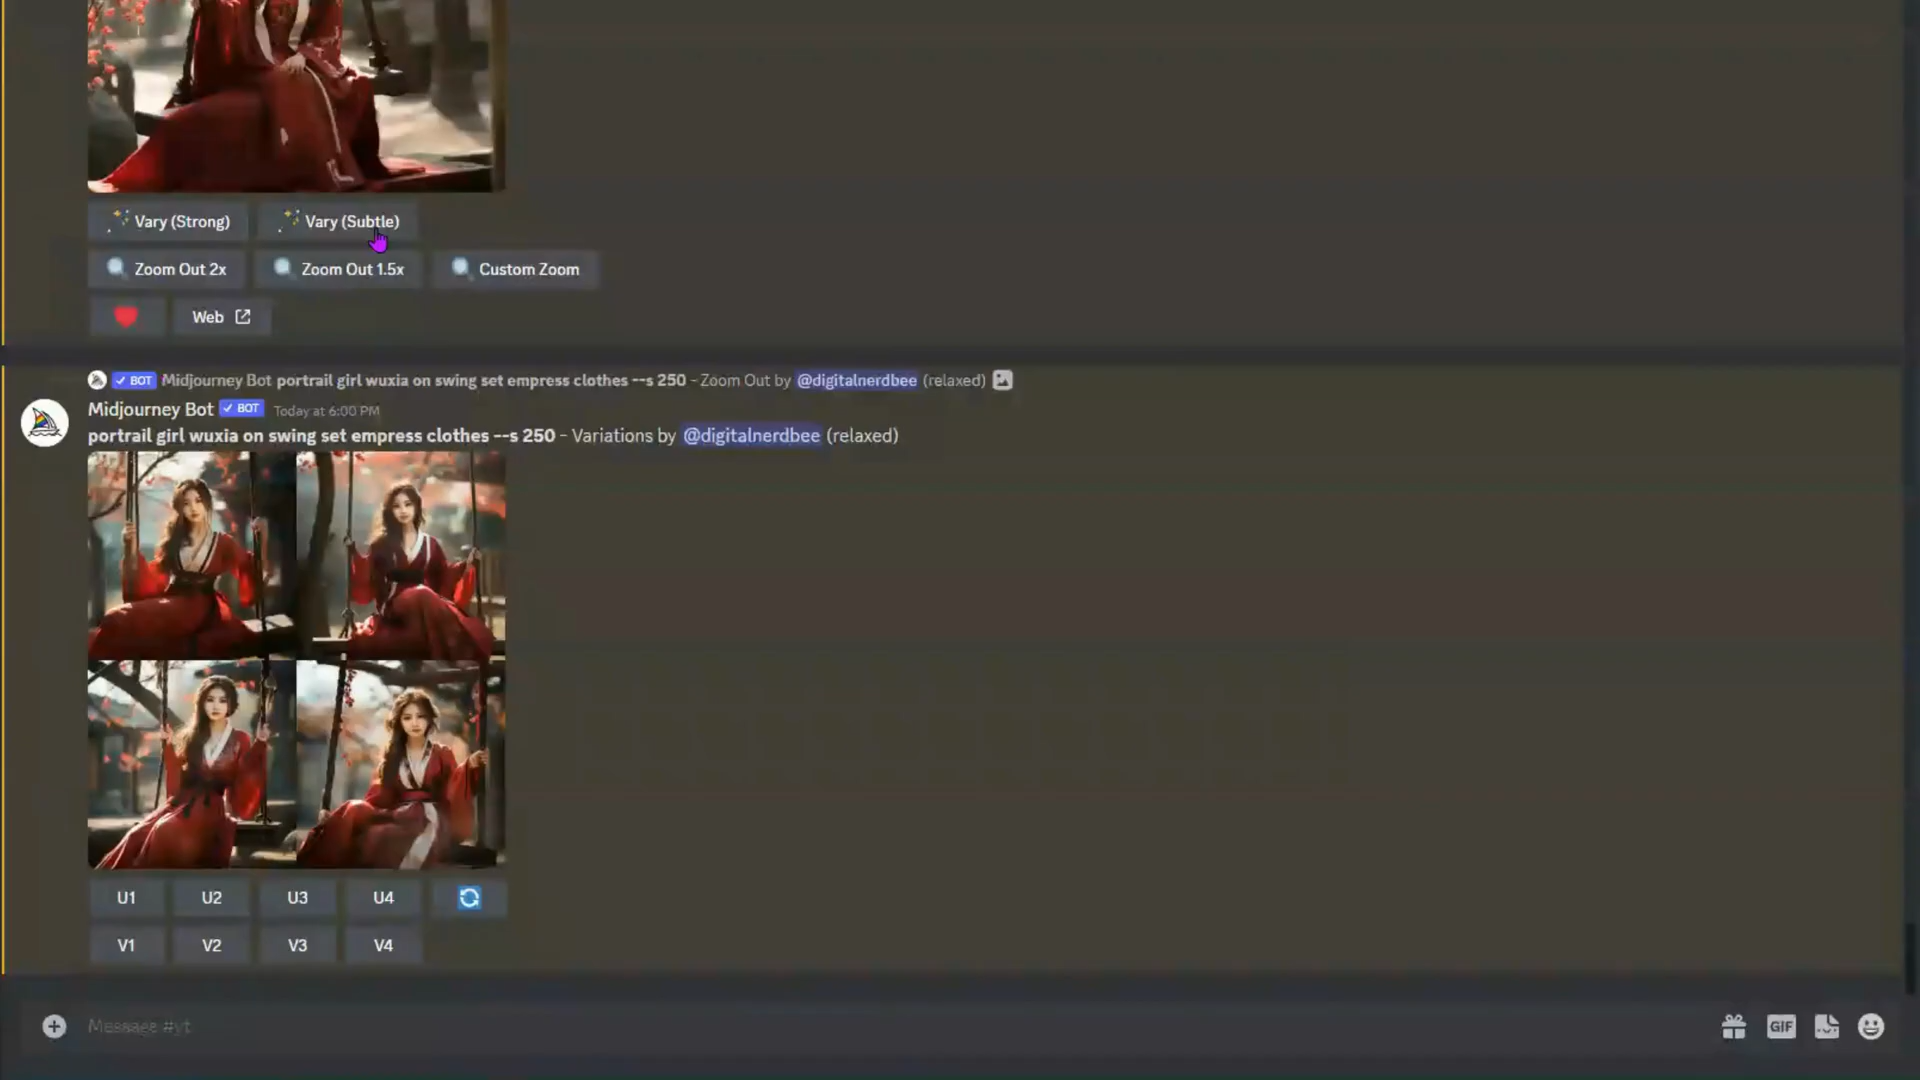 Vary (Strong) Vary (Subtle)
Zoom Out 2x Zoom Out 1.5x Custom Zoom
Web
✓ BOT Midjourney Bot portrail girl wuxia on swing set empress clothes --s 250 - Zoom Out by @digitalnerdbee (relaxed)
Midjourney Bot ✓ BOT Today at 6:00 PM
portrail girl wuxia on swing set empress clothes --s 250 - Variations by @digitalnerdbee (relaxed)
U1 U2 U3 U4
V1 V2 V3 V4
Message #yt
GIF